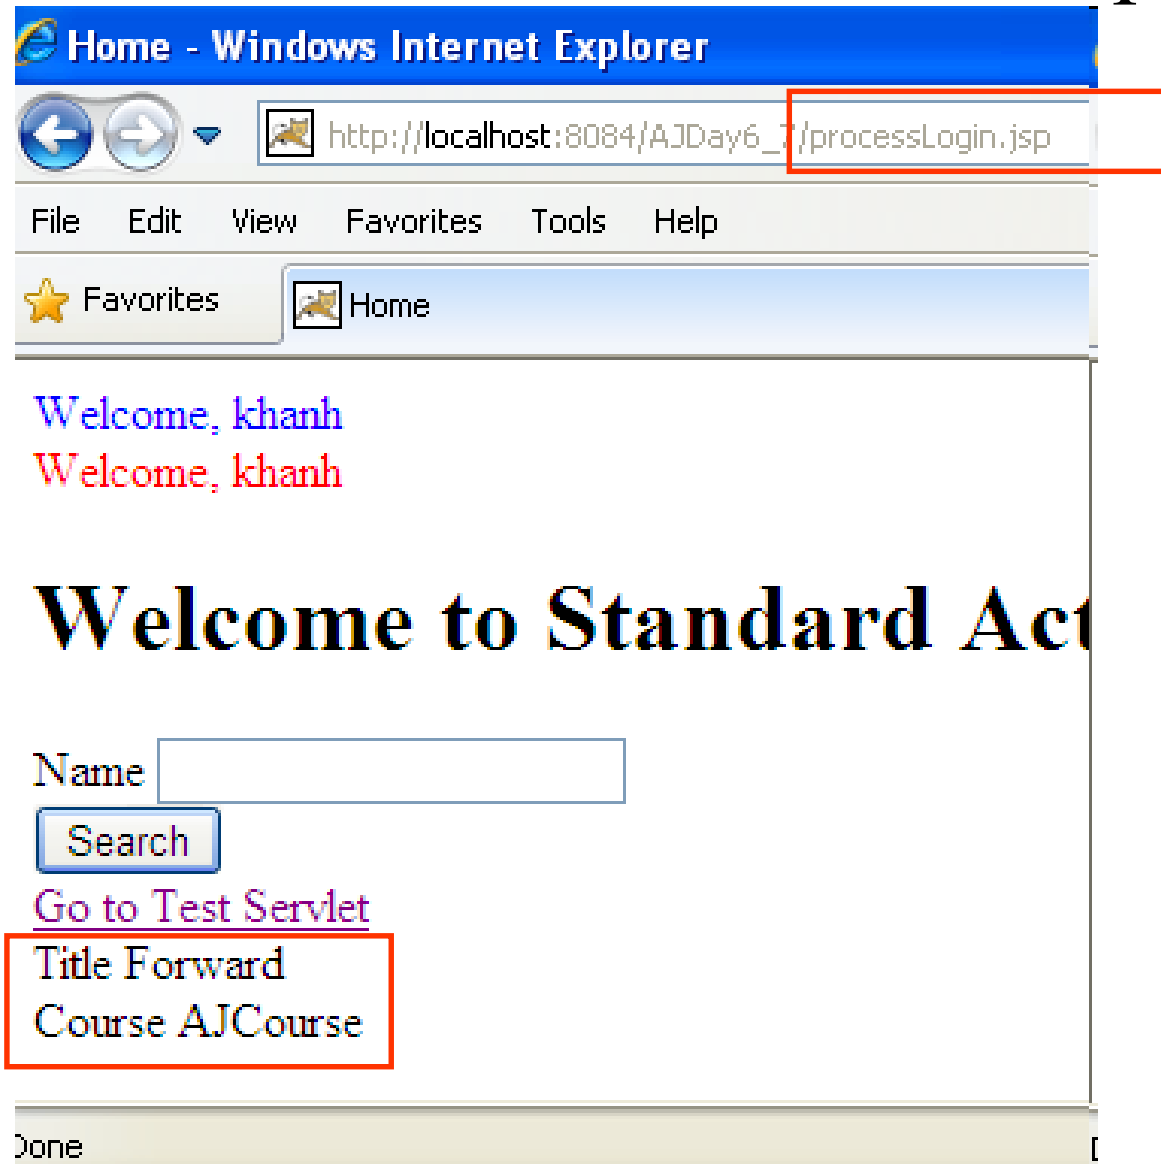 Home - Windows Internet Explorer
http://localhost:8084/AJDay6_7/processLogin.jsp
File Edit View Favorites Tools Help
Favorites Home
Welcome, khanh
Welcome, khanh
Welcome to Standard Act
Name
Search
Go to Test Servlet
Title Forward
Course AJCourse
Done